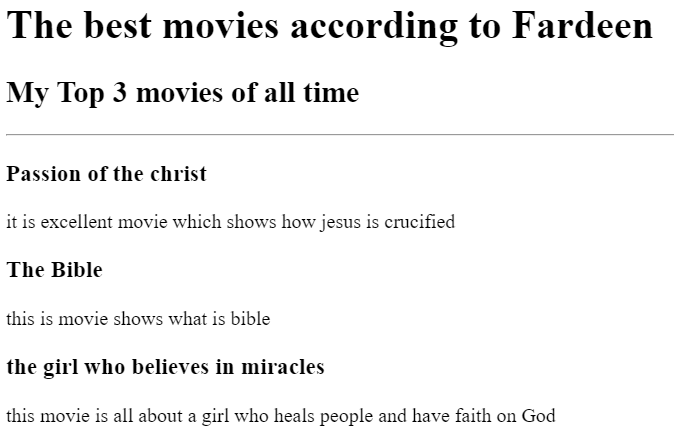 The best movies according to Fardeen
My Top 3 movies of all time
Passion of the christ
it is excellent movie which shows how jesus is crucified
The Bible
this is movie shows what is bible
the girl who believes in miracles
this movie is all about a girl who heals people and have faith on God